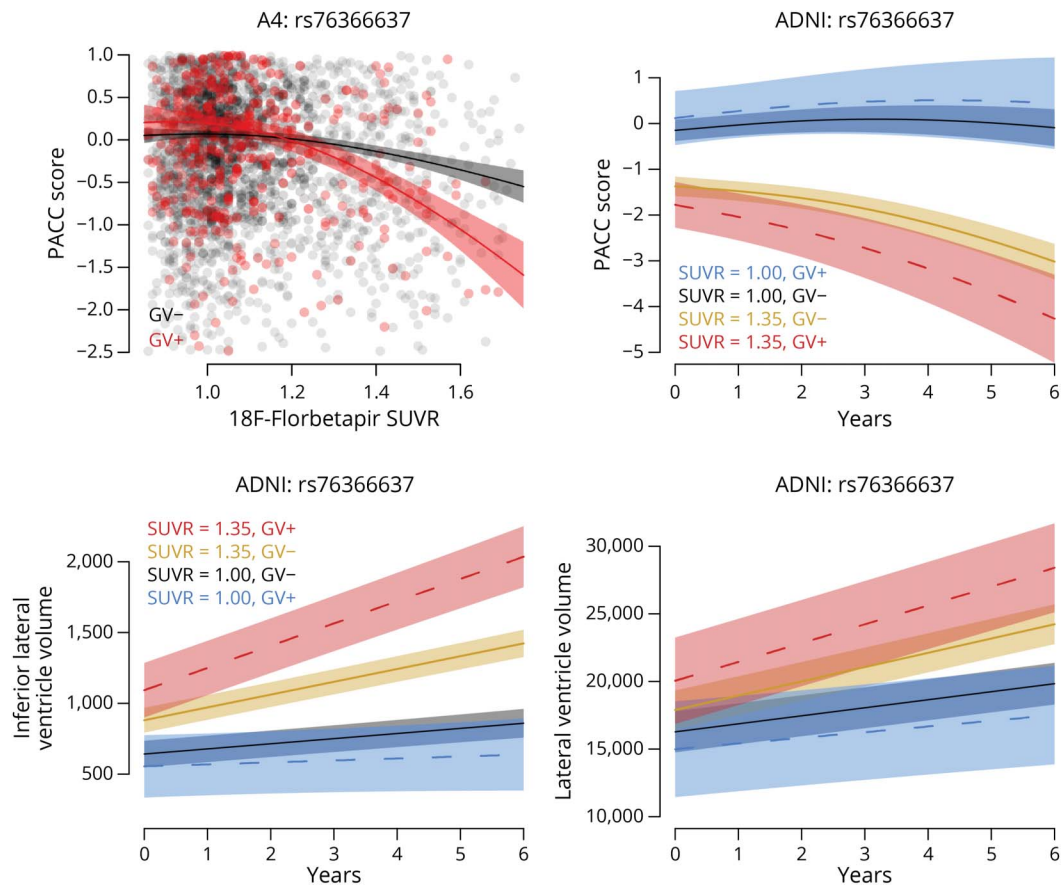 A4: rs76366637
PACC score
1.0
0.5
0.0
−0.5
−1.0
−1.5
−2.0
−2.5
GV−
GV+
1.0 1.2 1.4 1.6
18F-Florbetapir SUVR
ADNI: rs76366637
PACC score
1
0
−1
−2
−3
−4
−5
SUVR = 1.00, GV+
SUVR = 1.00, GV−
SUVR = 1.35, GV−
SUVR = 1.35, GV+
0 1 2 3 4 5 6
Years
ADNI: rs76366637
Inferior lateral
ventricle volume
2,000
1,500
1,000
500
SUVR = 1.35, GV+
SUVR = 1.35, GV−
SUVR = 1.00, GV−
SUVR = 1.00, GV+
0 1 2 3 4 5 6
Years
ADNI: rs76366637
Lateral ventricle volume
30,000
25,000
20,000
15,000
10,000
0 1 2 3 4 5 6
Years